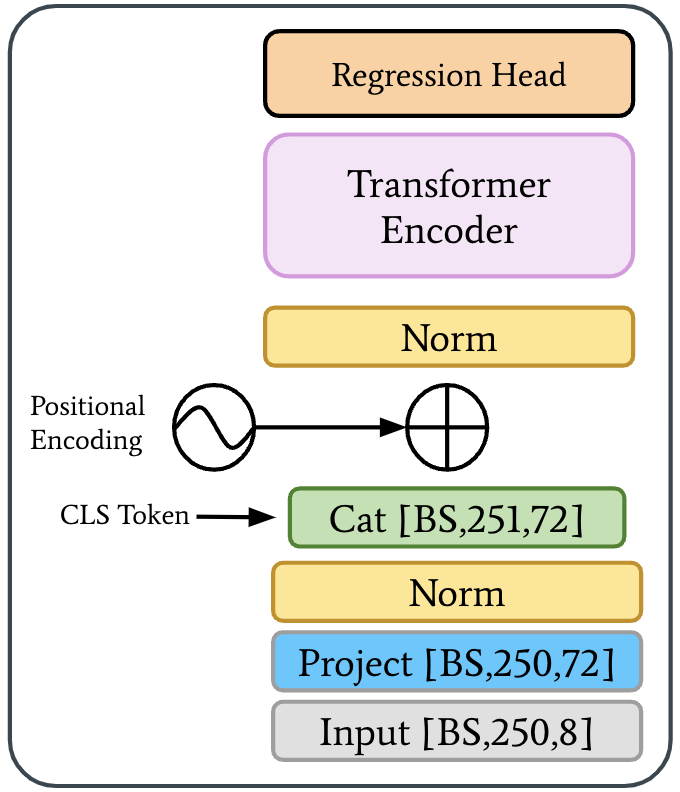 Regression Head
Transformer
Encoder
Norm
Positional
Encoding
CLS Token
Cat [BS,251,72]
Norm
Project [BS,250,72]
Input [BS,250,8]